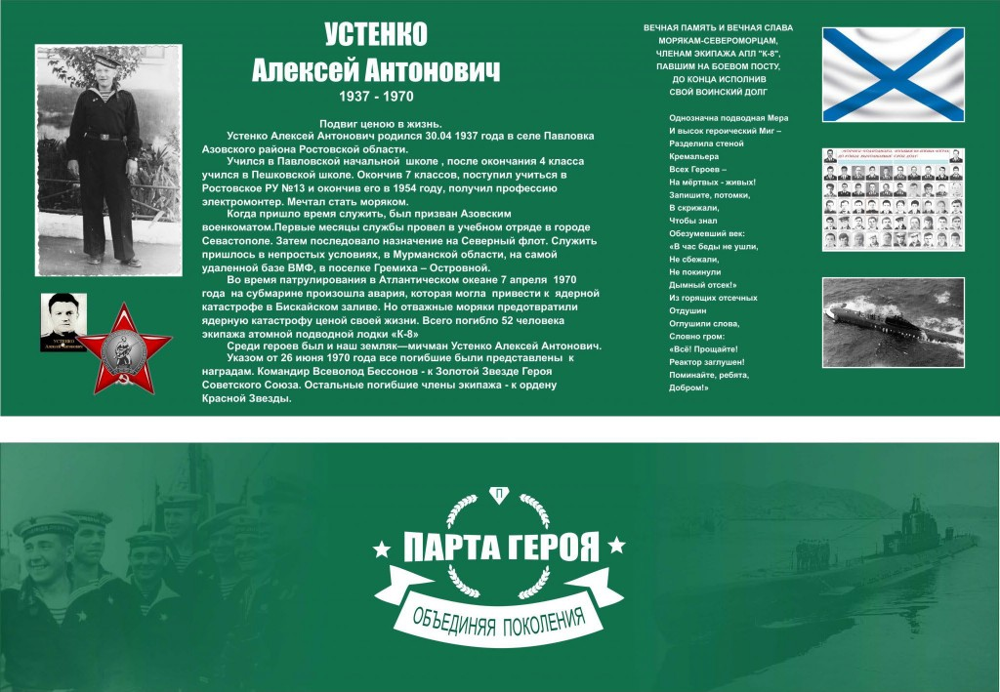 УСТЕНКО
Алексей Антонович
1937 - 1970
Подвиг ценою в жизнь.
Устенко Алексей Антонович родился 30.04 1937 года в селе Павловка
Азовского района Ростовской области.
Учился в Павловской начальной школе , после окончания 4 класса
учился в Пешковской школе. Окончив 7 классов, поступил учиться в
Ростовское РУ №13 и окончив его в 1954 году, получил профессию
электромонтер. Мечтал стать моряком.
Когда пришло время служить, был призван Азовским
военкоматом.Первые месяцы службы провел в учебном отряде в городе
Севастополе. Затем последовало назначение на Северный флот. Служить
пришлось в непростых условиях, в Мурманской области, на самой
удаленной базе ВМФ, в поселке Гремиха – Островной.
Во время патрулирования в Атлантическом океане 7 апреля 1970
года на субмарине произошла авария, которая могла привести к ядерной
катастрофе в Бискайском заливе. Но отважные моряки предотвратили
ядерную катастрофу ценой своей жизни. Всего погибло 52 человека
экипажа атомной подводной лодки «К-8»
Среди героев был и наш земляк—мичман Устенко Алексей Антонович.
Указом от 26 июня 1970 года все погибшие были представлены к
наградам. Командир Всеволод Бессонов - к Золотой Звезде Героя
Советского Союза. Остальные погибшие члены экипажа - к ордену
Красной Звезды.
УСТЕНКО
Алексей Антонович
ВЕЧНАЯ ПАМЯТЬ И ВЕЧНАЯ СЛАВА
МОРЯКАМ-СЕВЕРОМОРЦАМ,
ЧЛЕНАМ ЭКИПАЖА АПЛ "К-8",
ПАВШИМ НА БОЕВОМ ПОСТУ,
ДО КОНЦА ИСПОЛНИВ
СВОЙ ВОИНСКИЙ ДОЛГ
Однозначна подводная Мера
И высок героический Миг –
Разделила стеной
Кремальера
Всех Героев –
На мёртвых - живых!
Запишите, потомки,
В скрижали,
Чтобы знал
Обезумевший век:
«В час беды не ушли,
Не сбежали,
Не покинули
Дымный отсек!»
Из горящих отсечных
Отдушин
Оглушили слова,
Словно гром:
«Всё! Прощайте!
Реактор заглушен!
Поминайте, ребята,
Добром!»
П
ПАРТА ГЕРОЯ
ОБЪЕДИНЯЯ ПОКОЛЕНИЯ